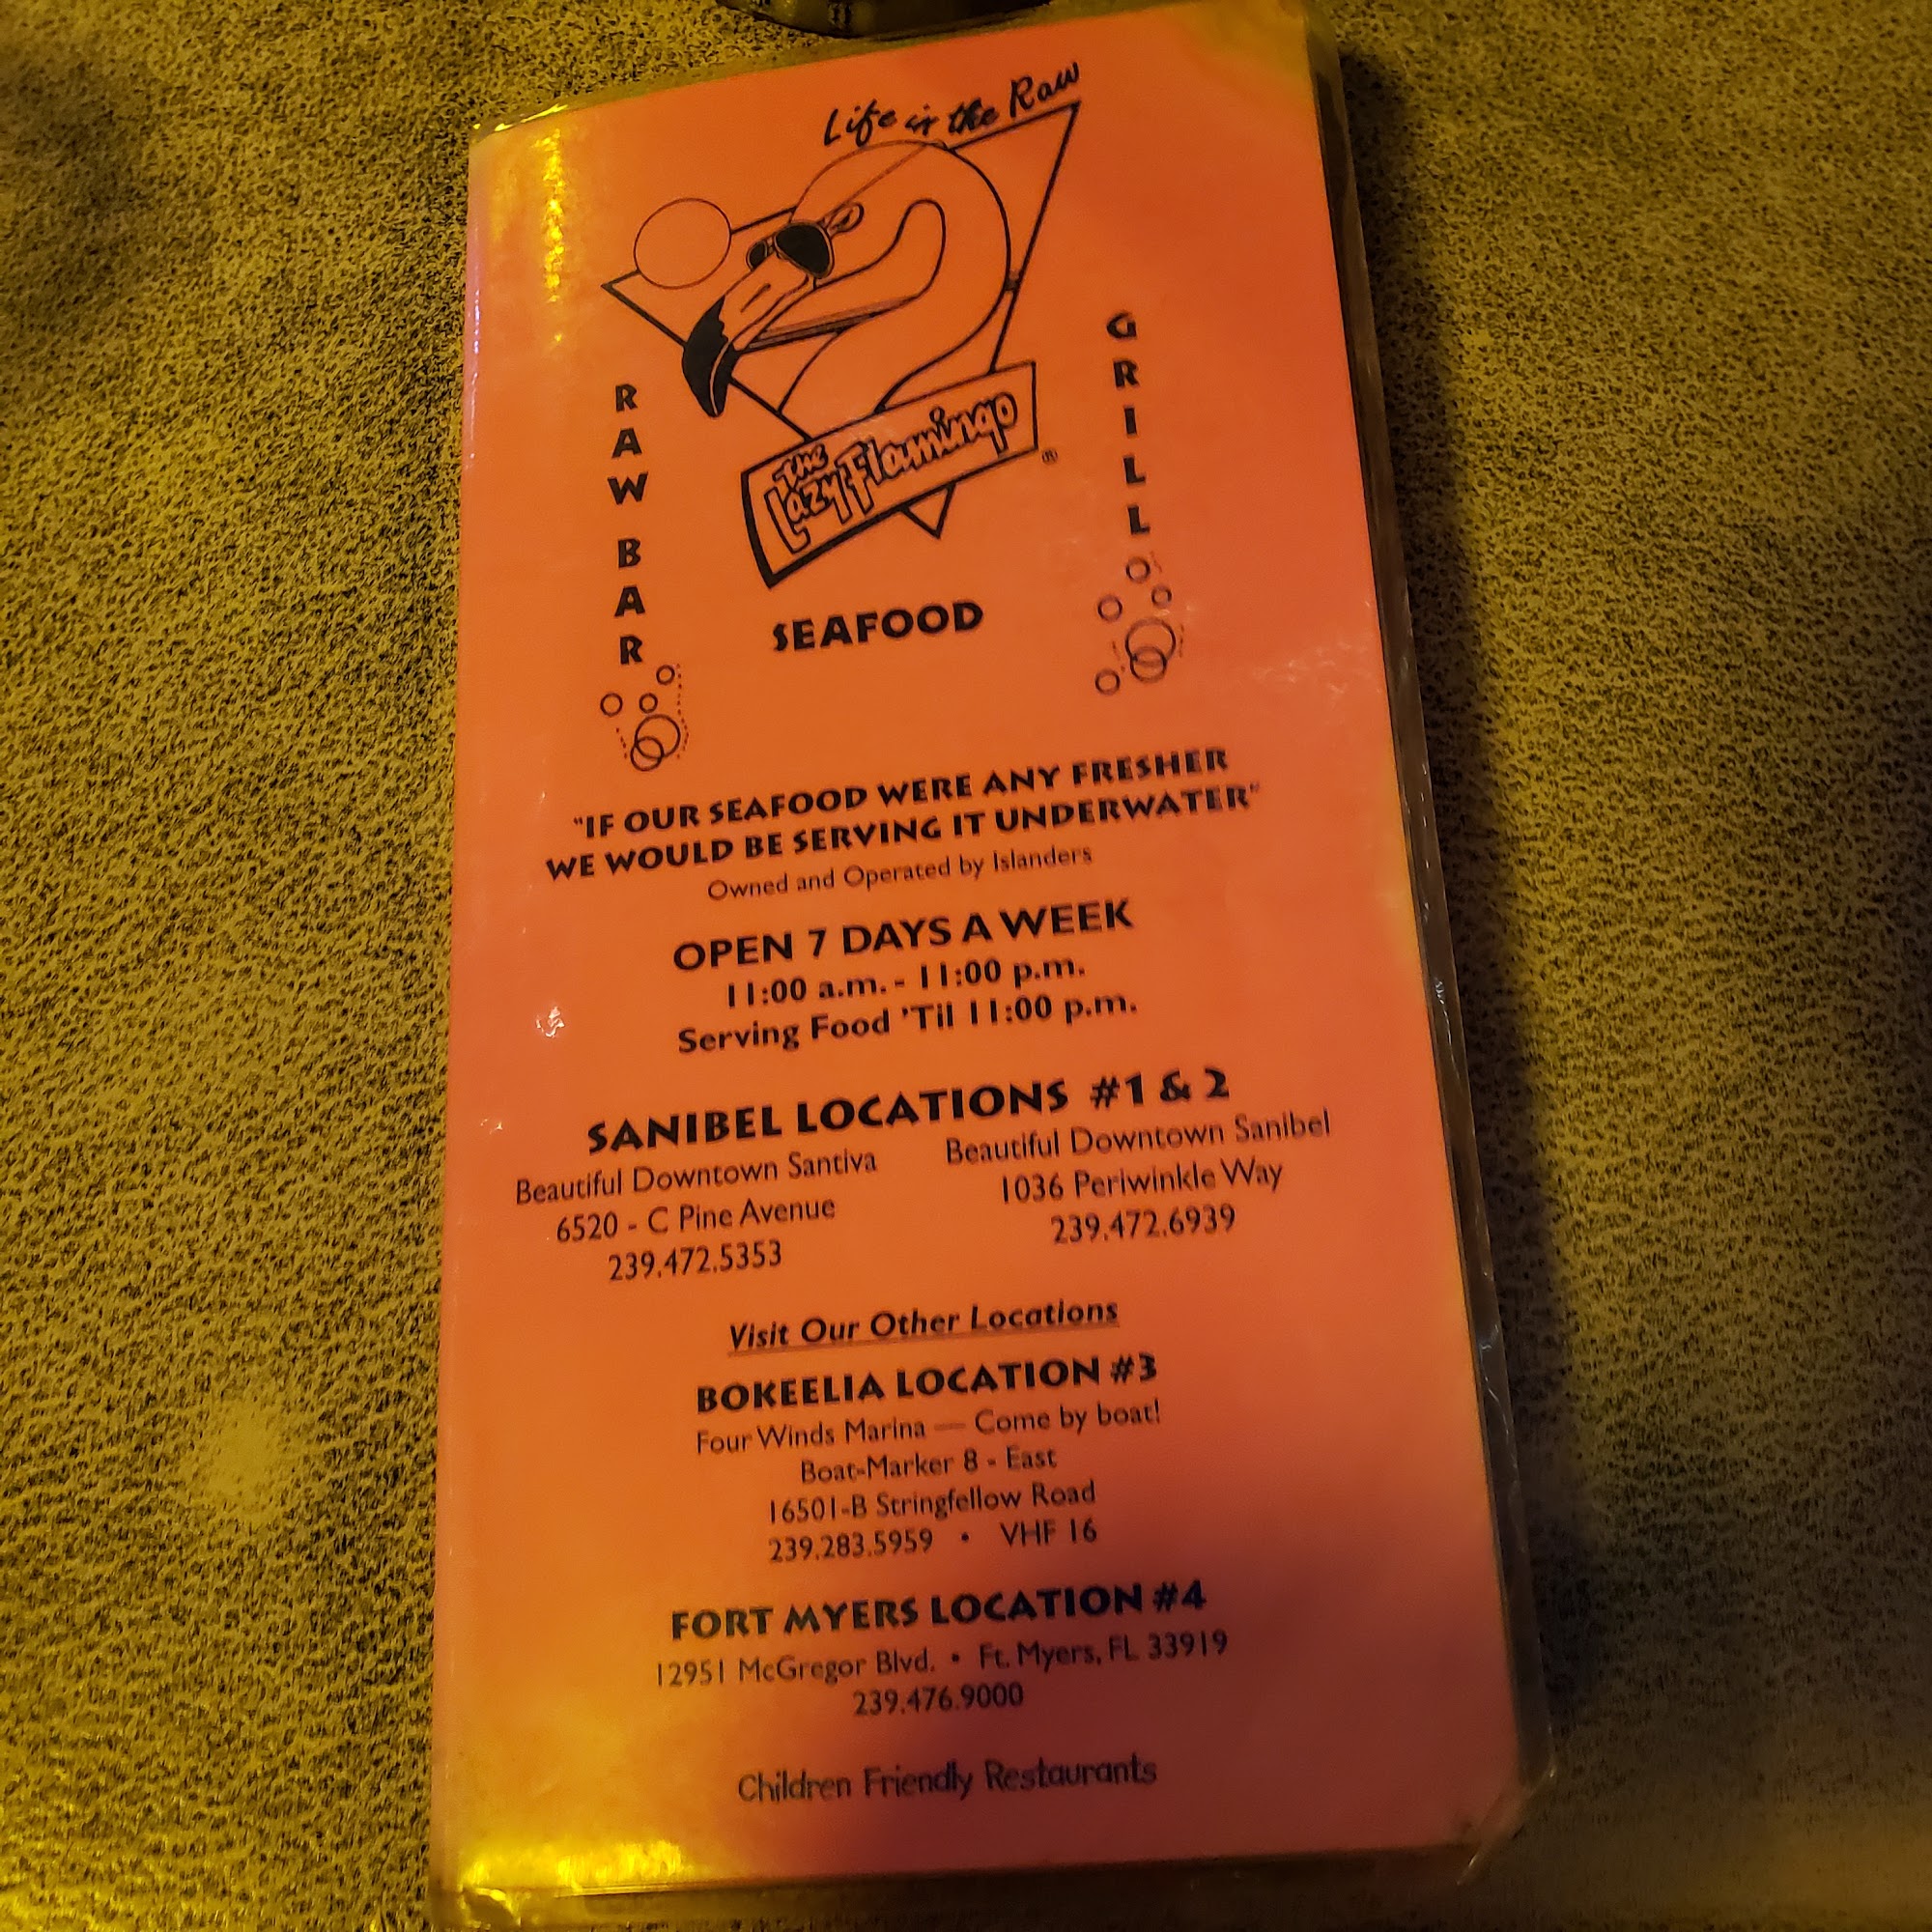 Life in the Raw
The
Lazy Flamingo
®
RAW BAR
GRILL
SEAFOOD
"IF OUR SEAFOOD WERE ANY FRESHER
WE WOULD BE SERVING IT UNDERWATER"
Owned and Operated by Islanders
OPEN 7 DAYS A WEEK
11:00 a.m. - 11:00 p.m.
Serving Food 'Til 11:00 p.m.
SANIBEL LOCATIONS #1 & 2
Beautiful Downtown Santiva
6520 - C Pine Avenue
239.472.5353
Beautiful Downtown Sanibel
1036 Periwinkle Way
239.472.6939
Visit Our Other Locations
BOKEELIA LOCATION #3
Four Winds Marina — Come by boat!
Boat-Marker 8 - East
16501-B Stringfellow Road
239.283.5959 • VHF 16
FORT MYERS LOCATION #4
12951 McGregor Blvd. • Ft. Myers, FL 33919
239.476.9000
Children Friendly Restaurants